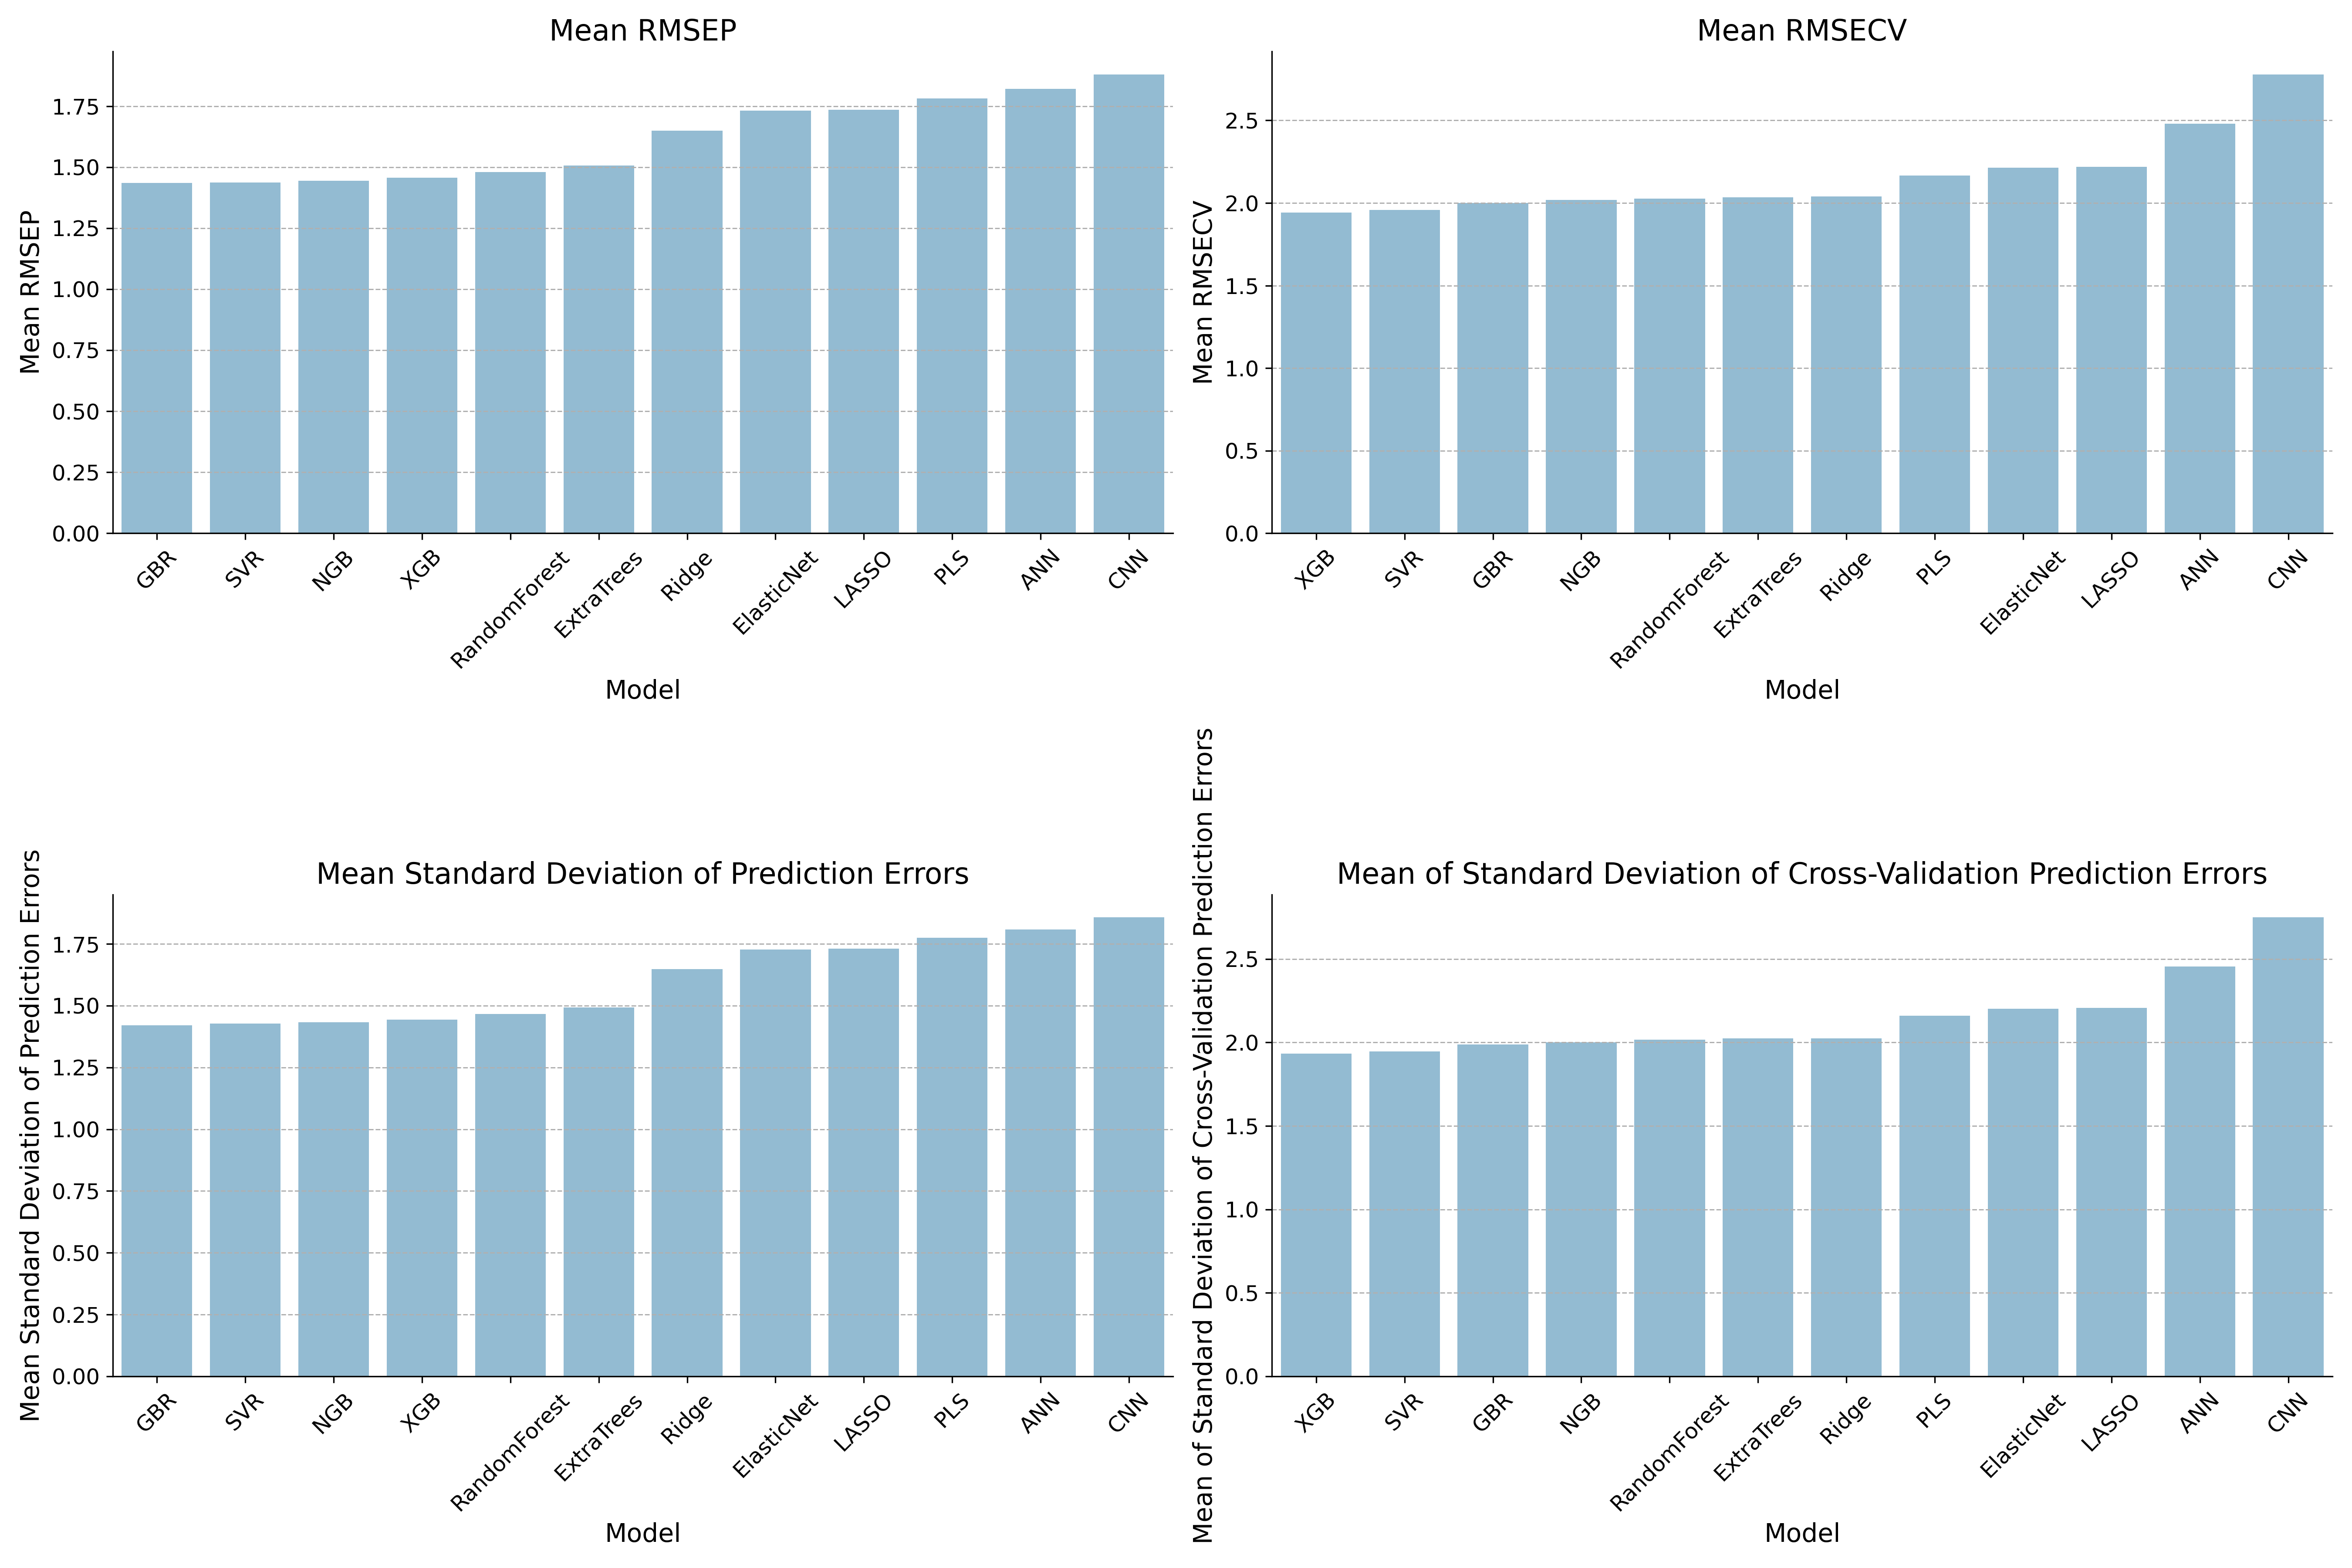 Mean RMSEP
Mean RMSEP
1.75
1.50
1.25
1.00
0.75
0.50
0.25
0.00
GBR
SVR
NGB
XGB
RandomForest
ExtraTrees
Ridge
ElasticNet
LASSO
PLS
ANN
CNN
Model
Mean RMSECV
Mean RMSECV
2.5
2.0
1.5
1.0
0.5
0.0
XGB
SVR
GBR
NGB
RandomForest
ExtraTrees
Ridge
PLS
ElasticNet
LASSO
ANN
CNN
Model
Mean Standard Deviation of Prediction Errors
Mean Standard Deviation of Prediction Errors
1.75
1.50
1.25
1.00
0.75
0.50
0.25
0.00
GBR
SVR
NGB
XGB
RandomForest
ExtraTrees
Ridge
ElasticNet
LASSO
PLS
ANN
CNN
Model
Mean of Standard Deviation of Cross-Validation Prediction Errors
Mean of Standard Deviation of Cross-Validation Prediction Errors
2.5
2.0
1.5
1.0
0.5
0.0
XGB
SVR
GBR
NGB
RandomForest
ExtraTrees
Ridge
PLS
ElasticNet
LASSO
ANN
CNN
Model